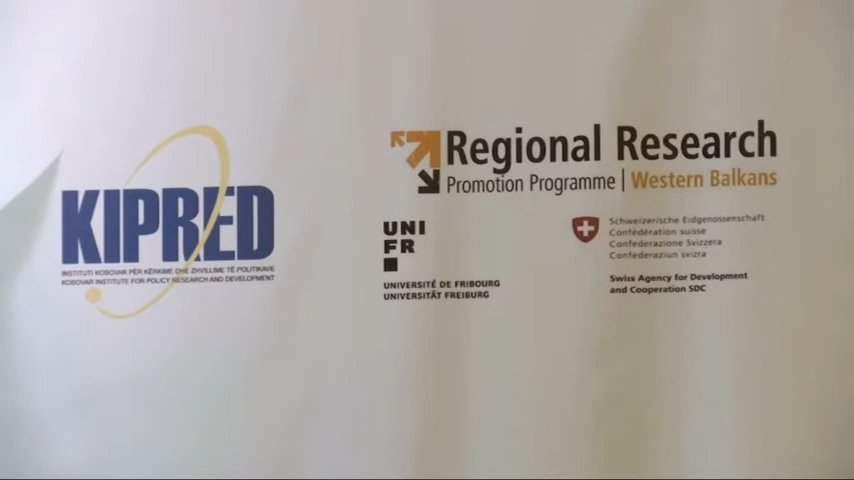 KIPRED
INSTITUTI KOSOVAR PËR KËRKIME DHE ZHVILLIME TË POLITIKAVE
KOSOVAR INSTITUTE FOR POLICY RESEARCH AND DEVELOPMENT
Regional Research
Promotion Programme | Western Balkans
UNI
FR
UNIVERSITÉ DE FRIBOURG
UNIVERSITÄT FREIBURG
Schweizerische Eidgenossenschaft
Confédération suisse
Confederazione Svizzera
Confederaziun svizra
Swiss Agency for Development
and Cooperation SDC